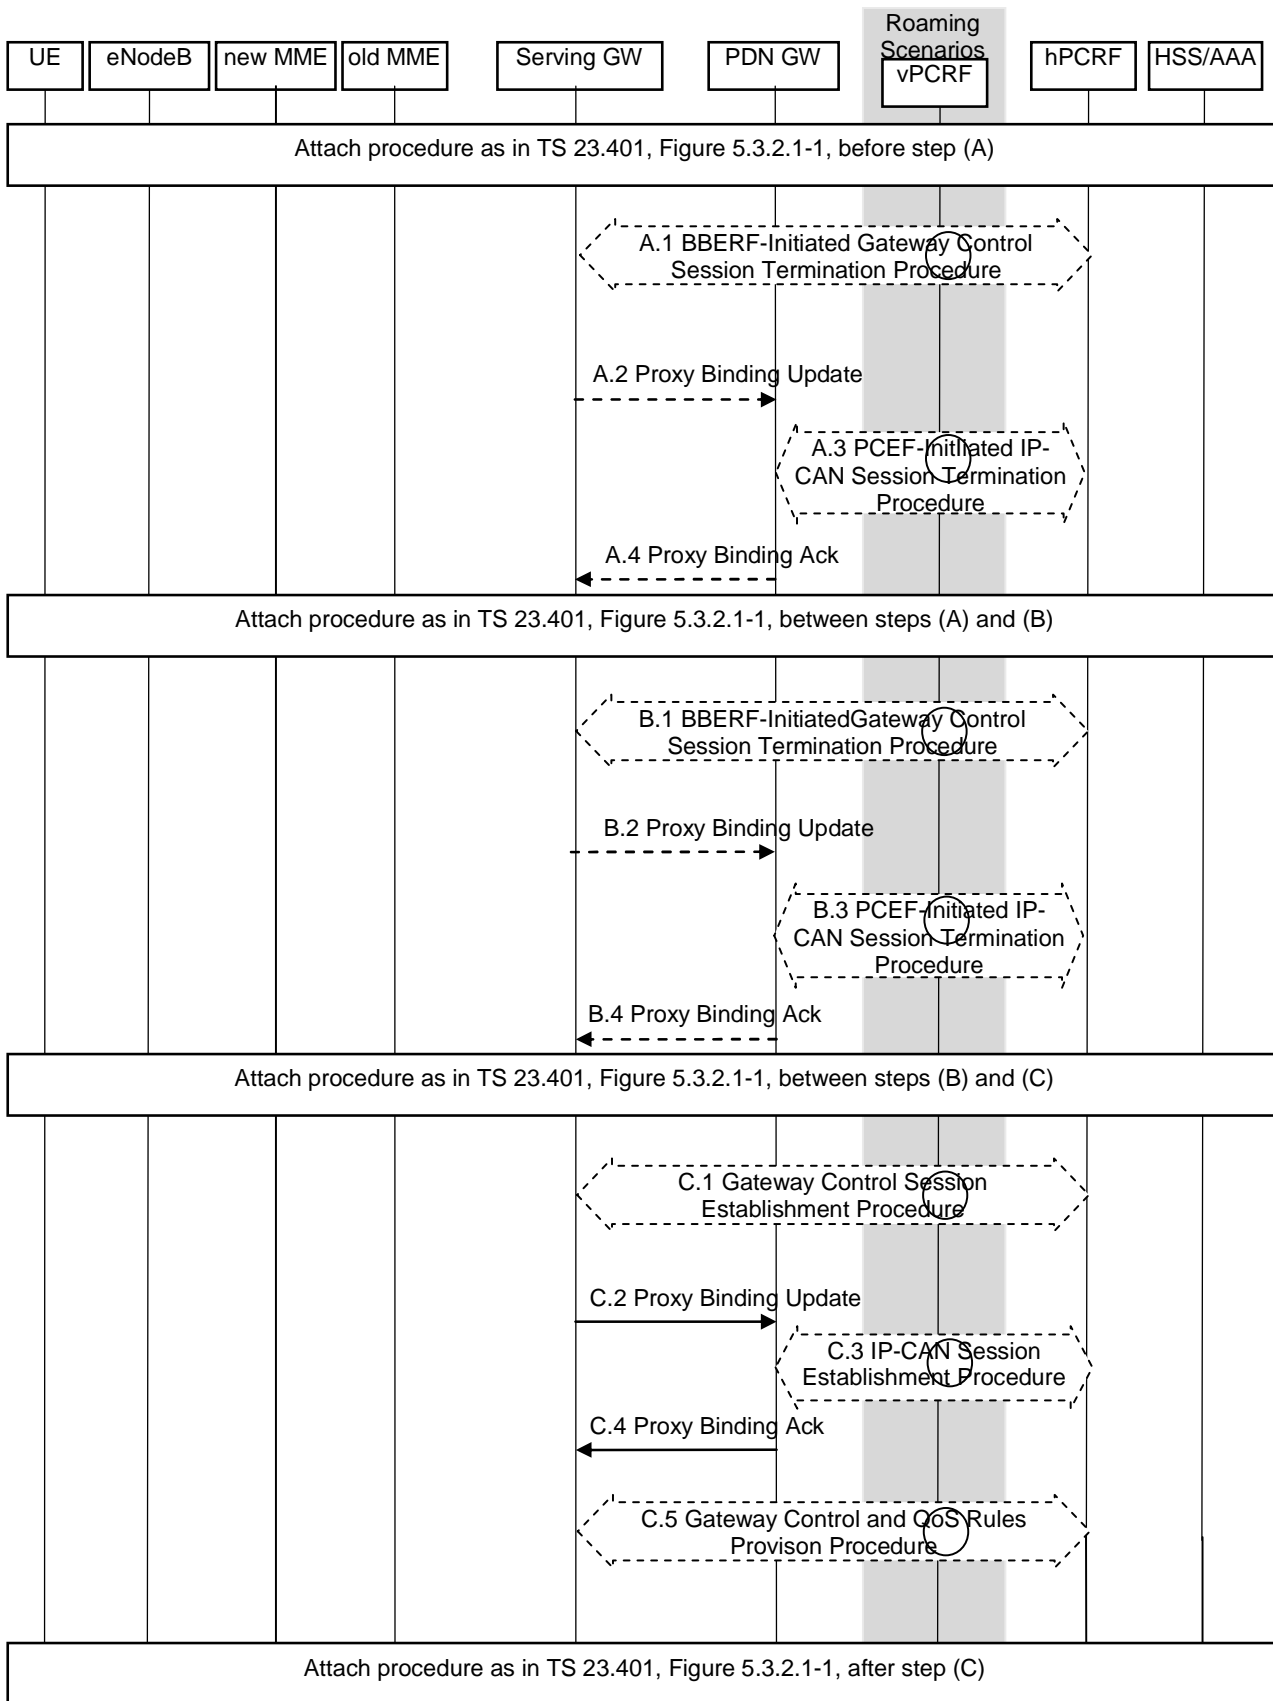 Roaming
Scenarios
UE
eNodeB
new MME
old MME
Serving GW
PDN GW
vPCRF
hPCRF
HSS/AAA
Attach procedure as in TS 23.401, Figure 5.3.2.1-1, before step (A)
A.1 BBERF-Initiated Gateway Control
Session Termination Procedure
A.2 Proxy Binding Update
A.3 PCEF-Initiated IP-
CAN Session Termination
Procedure
A.4 Proxy Binding Ack
Attach procedure as in TS 23.401, Figure 5.3.2.1-1, between steps (A) and (B)
B.1 BBERF-InitiatedGateway Control
Session Termination Procedure
B.2 Proxy Binding Update
B.3 PCEF-Initiated IP-
CAN Session Termination
Procedure
B.4 Proxy Binding Ack
Attach procedure as in TS 23.401, Figure 5.3.2.1-1, between steps (B) and (C)
C.1 Gateway Control Session
Establishment Procedure
C.2 Proxy Binding Update
C.3 IP-CAN Session
Establishment Procedure
C.4 Proxy Binding Ack
C.5 Gateway Control and QoS Rules
Provison Procedure
Attach procedure as in TS 23.401, Figure 5.3.2.1-1, after step (C)